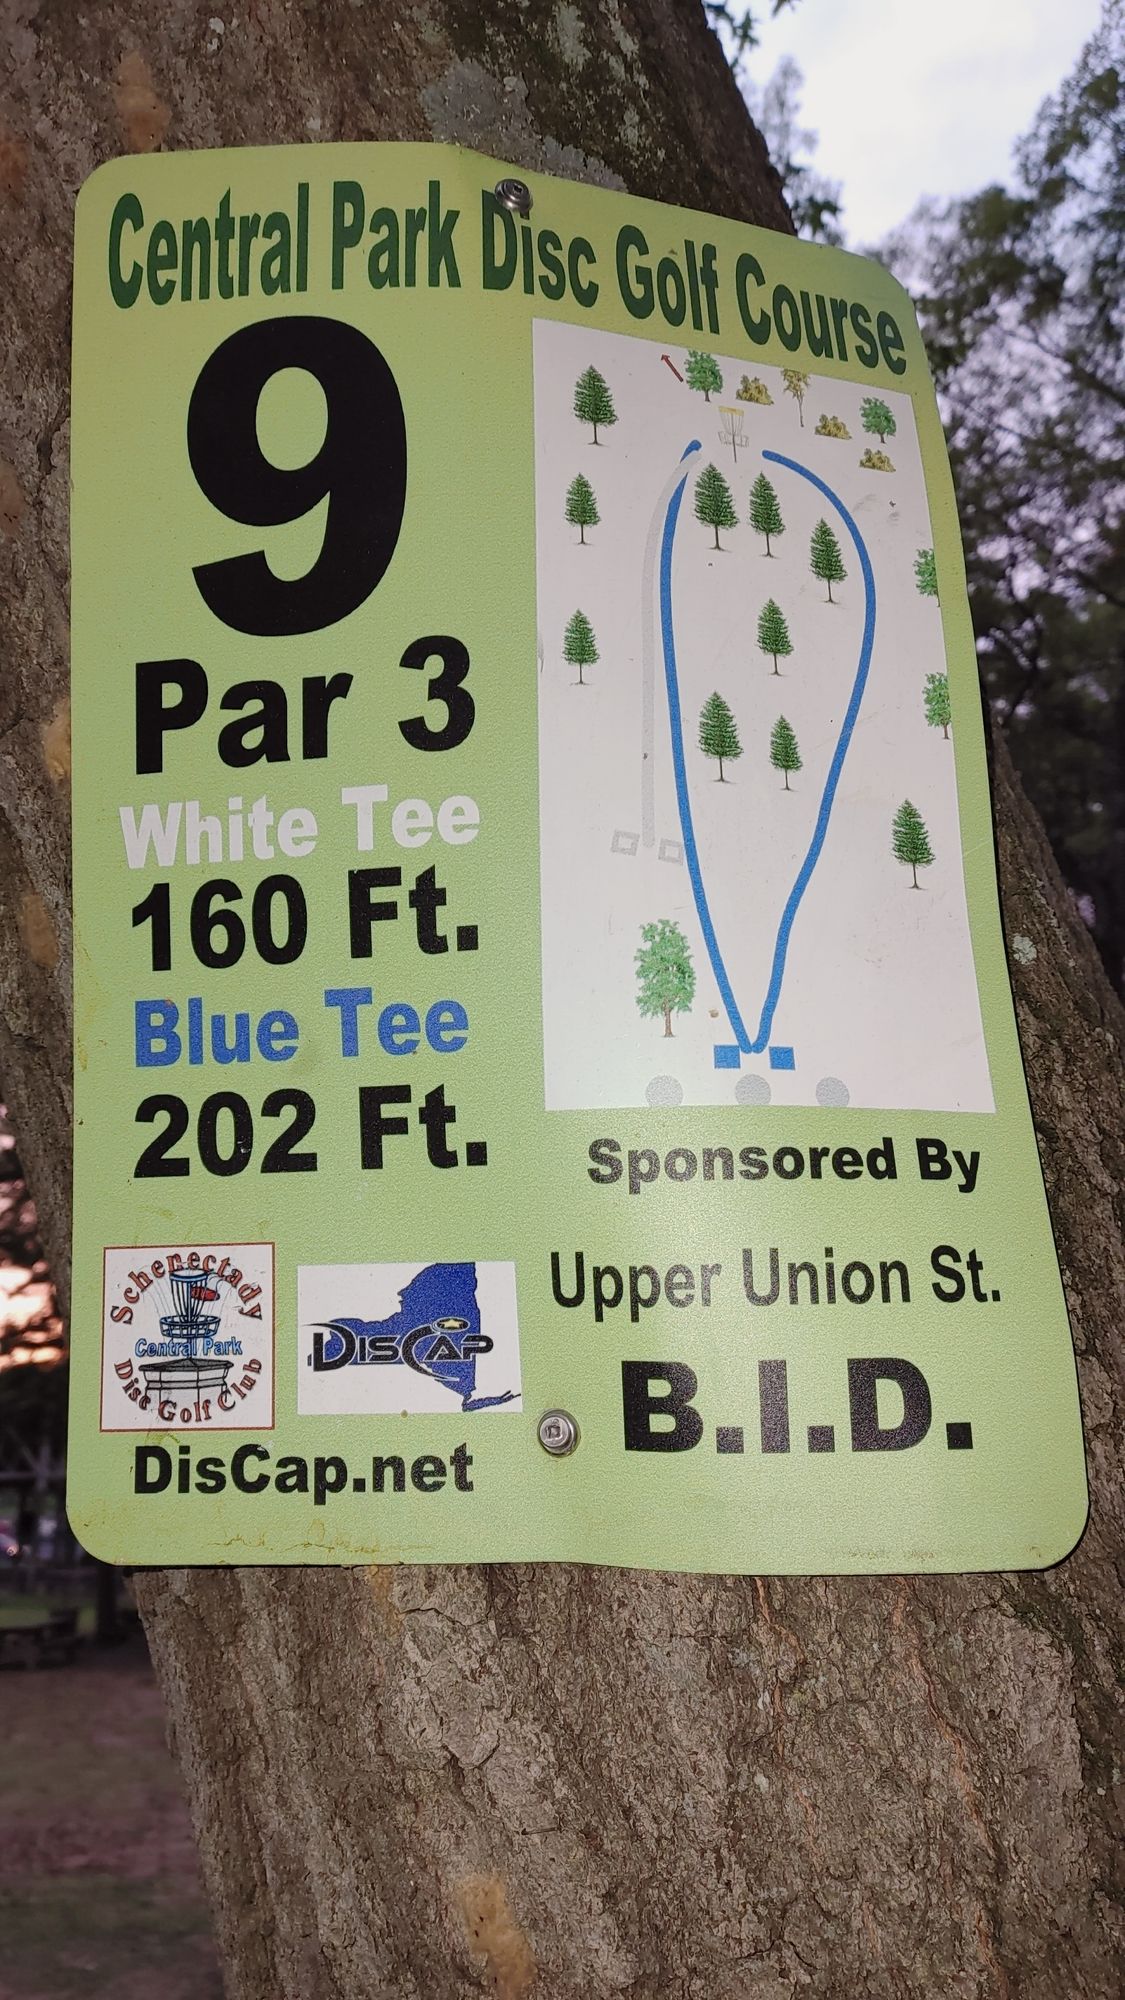 Central Park Disc Golf Course
9
Par 3
White Tee
160 Ft.
Blue Tee
202 Ft.
Sponsored By
Upper Union St.
B.I.D.
Schenectady
Central Park
Disc Golf Club
DISCAP
DisCap.net